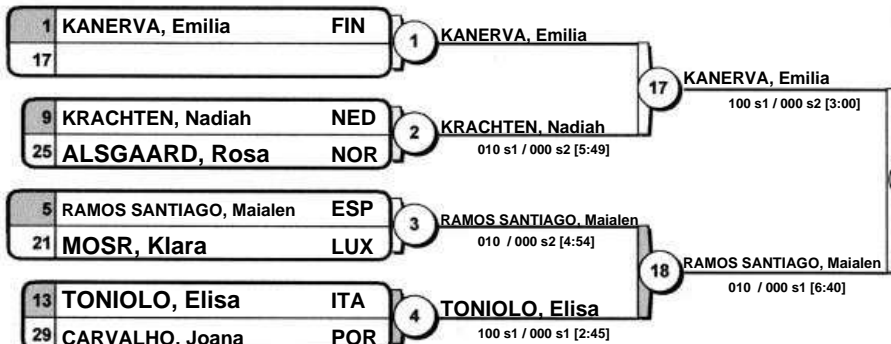 1 KANERVA, Emilia FIN
17
1 KANERVA, Emilia
9 KRACHTEN, Nadiah NED
25 ALSGAARD, Rosa NOR
2 KRACHTEN, Nadiah
010 s1 / 000 s2 [5:49]
17 KANERVA, Emilia
100 s1 / 000 s2 [3:00]
5 RAMOS SANTIAGO, Maialen ESP
21 MOSR, Klara LUX
3 RAMOS SANTIAGO, Maialen
010 / 000 s2 [4:54]
13 TONIOLO, Elisa ITA
29 CARVALHO, Joana POR
4 TONIOLO, Elisa
100 s1 / 000 s1 [2:45]
18 RAMOS SANTIAGO, Maialen
010 / 000 s1 [6:40]